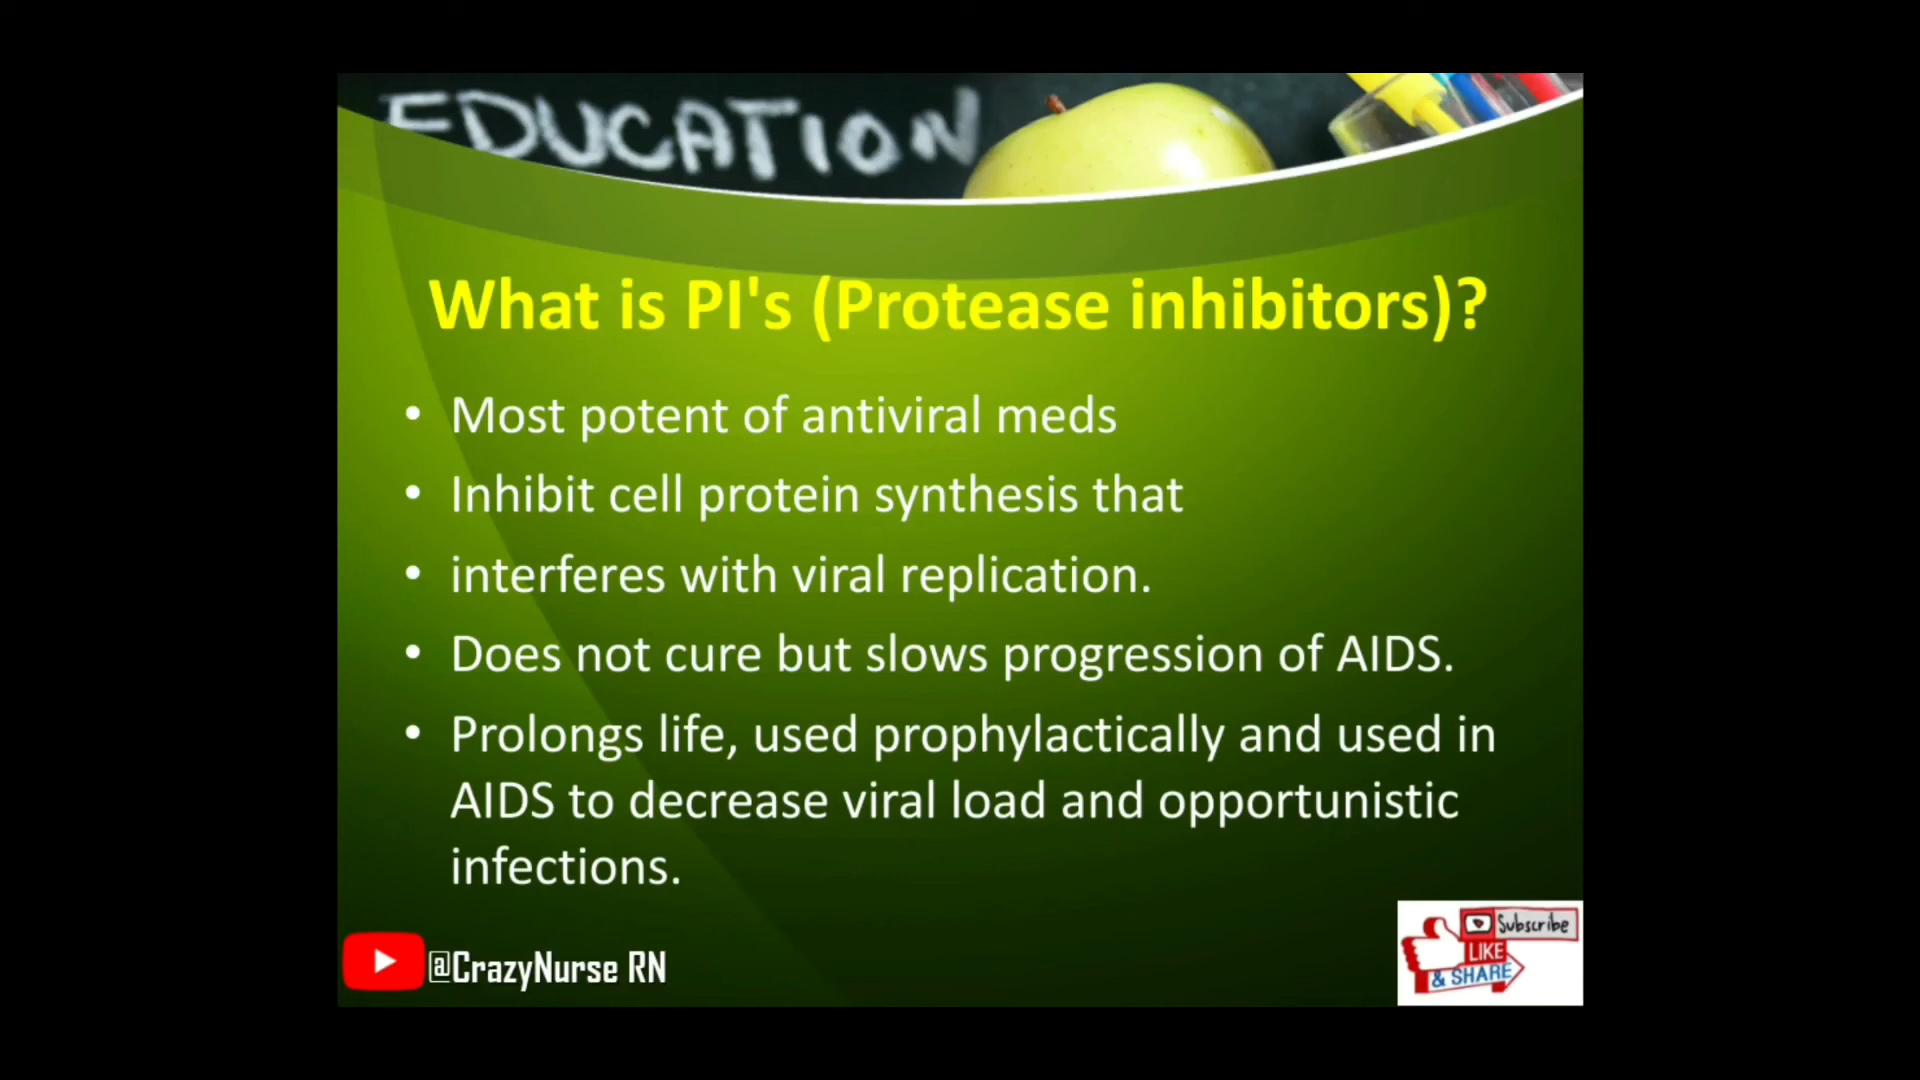 EDUCATION
What is PI's (Protease inhibitors)?
• Most potent of antiviral meds
• Inhibit cell protein synthesis that
• interferes with viral replication.
• Does not cure but slows progression of AIDS.
• Prolongs life, used prophylactically and used in
AIDS to decrease viral load and opportunistic
infections.
@CrazyNurse RN
Subscribe
LIKE
& SHARE